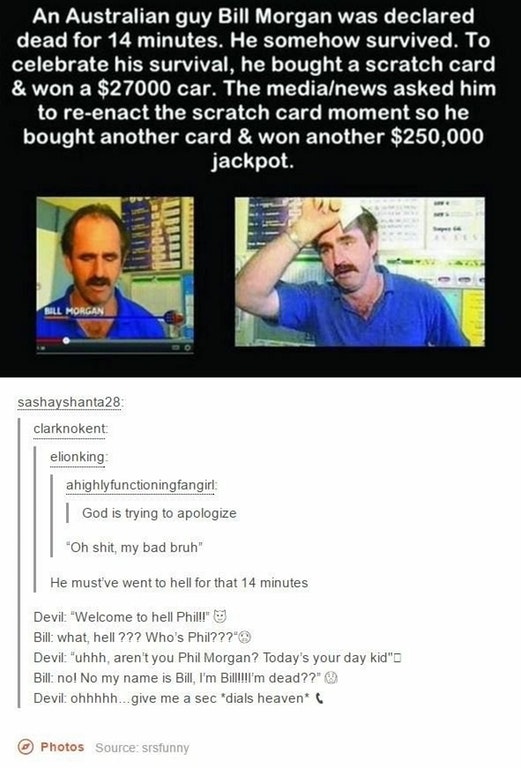 An Australian guy Bill Morgan was declared
dead for 14 minutes. He somehow survived. To
celebrate his survival, he bought a scratch card
& won a $27000 car. The media/news asked him
to re-enact the scratch card moment so he
bought another card & won another $250,000
jackpot.
BILL MORGAN
sashayshanta28:
clarknokent:
elionking:
ahighlyfunctioningfangirl:
God is trying to apologize
"Oh shit, my bad bruh"
He must've went to hell for that 14 minutes
Devil: "Welcome to hell Phil!!" 😈
Bill: what, hell ??? Who's Phil???"😰
Devil: "uhhh, aren't you Phil Morgan? Today's your day kid"
Bill: no! No my name is Bill, I'm Bill!!!I'm dead??" 😨
Devil: ohhhhh...give me a sec *dials heaven* 📞
Photos Source: srsfunny